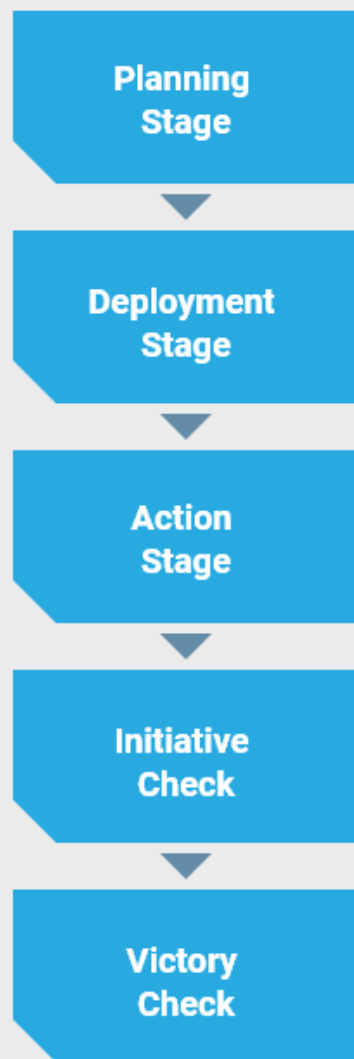 Planning
Stage
Deployment
Stage
Action
Stage
Initiative
Check
Victory
Check